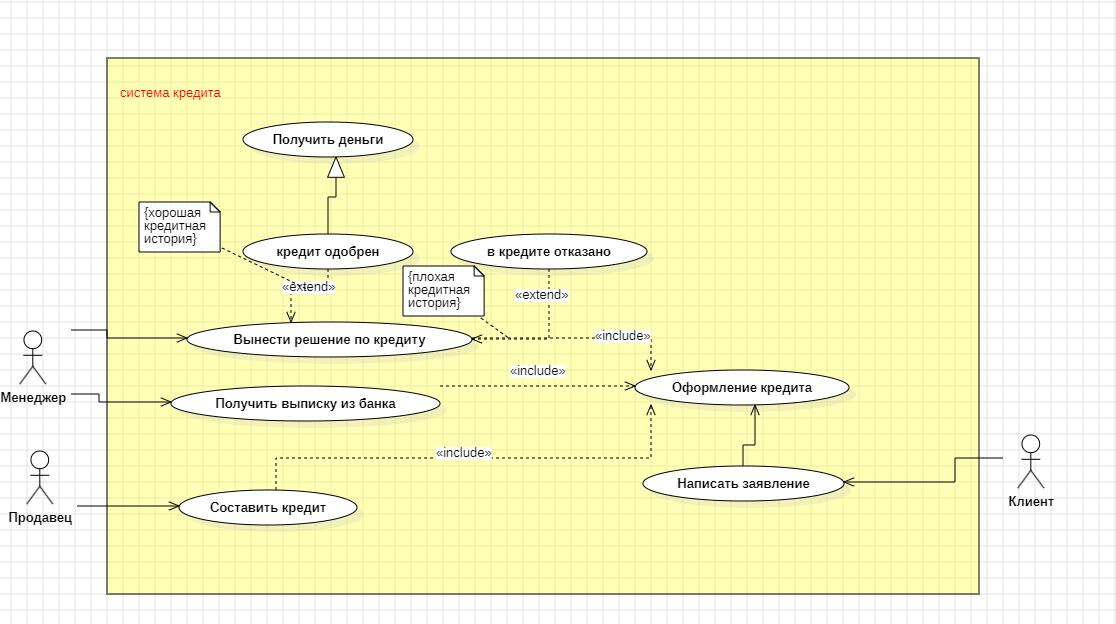 система кредита
Получить деньги
{хорошая
кредитная
история}
кредит одобрен
в кредите отказано
«extend»
{плохая
кредитная
история}
«extend»
Вынести решение по кредиту
«include»
«include»
Оформление кредита
Менеджер
Получить выписку из банка
«include»
Написать заявление
Составить кредит
Продавец
Клиент